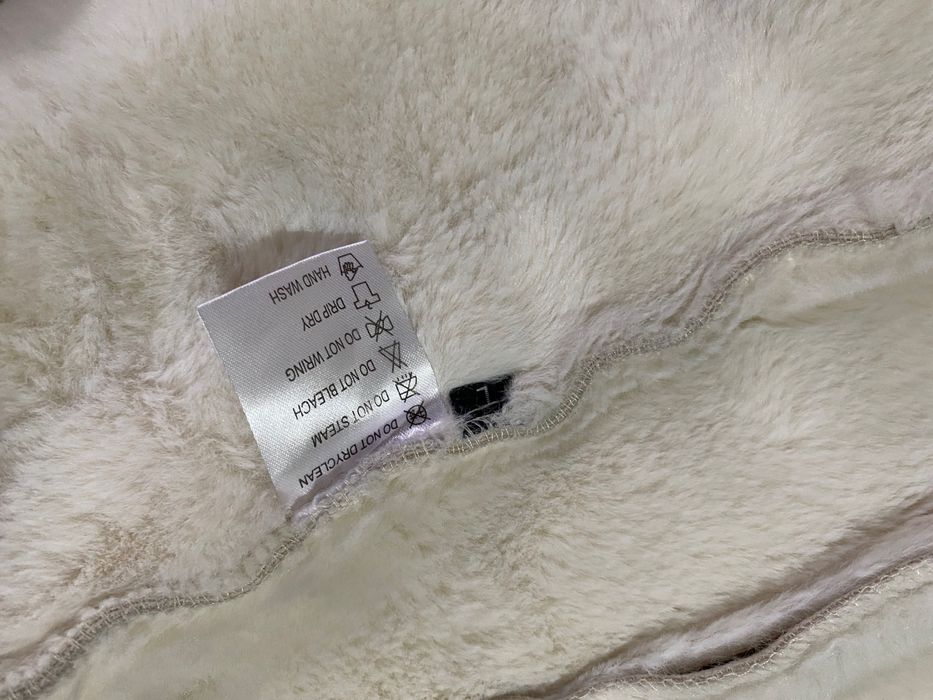 DO NOT DRYCLEAN
DO NOT STEAM
DO NOT BLEACH
DO NOT WRING
DRIP DRY
HAND WASH
L